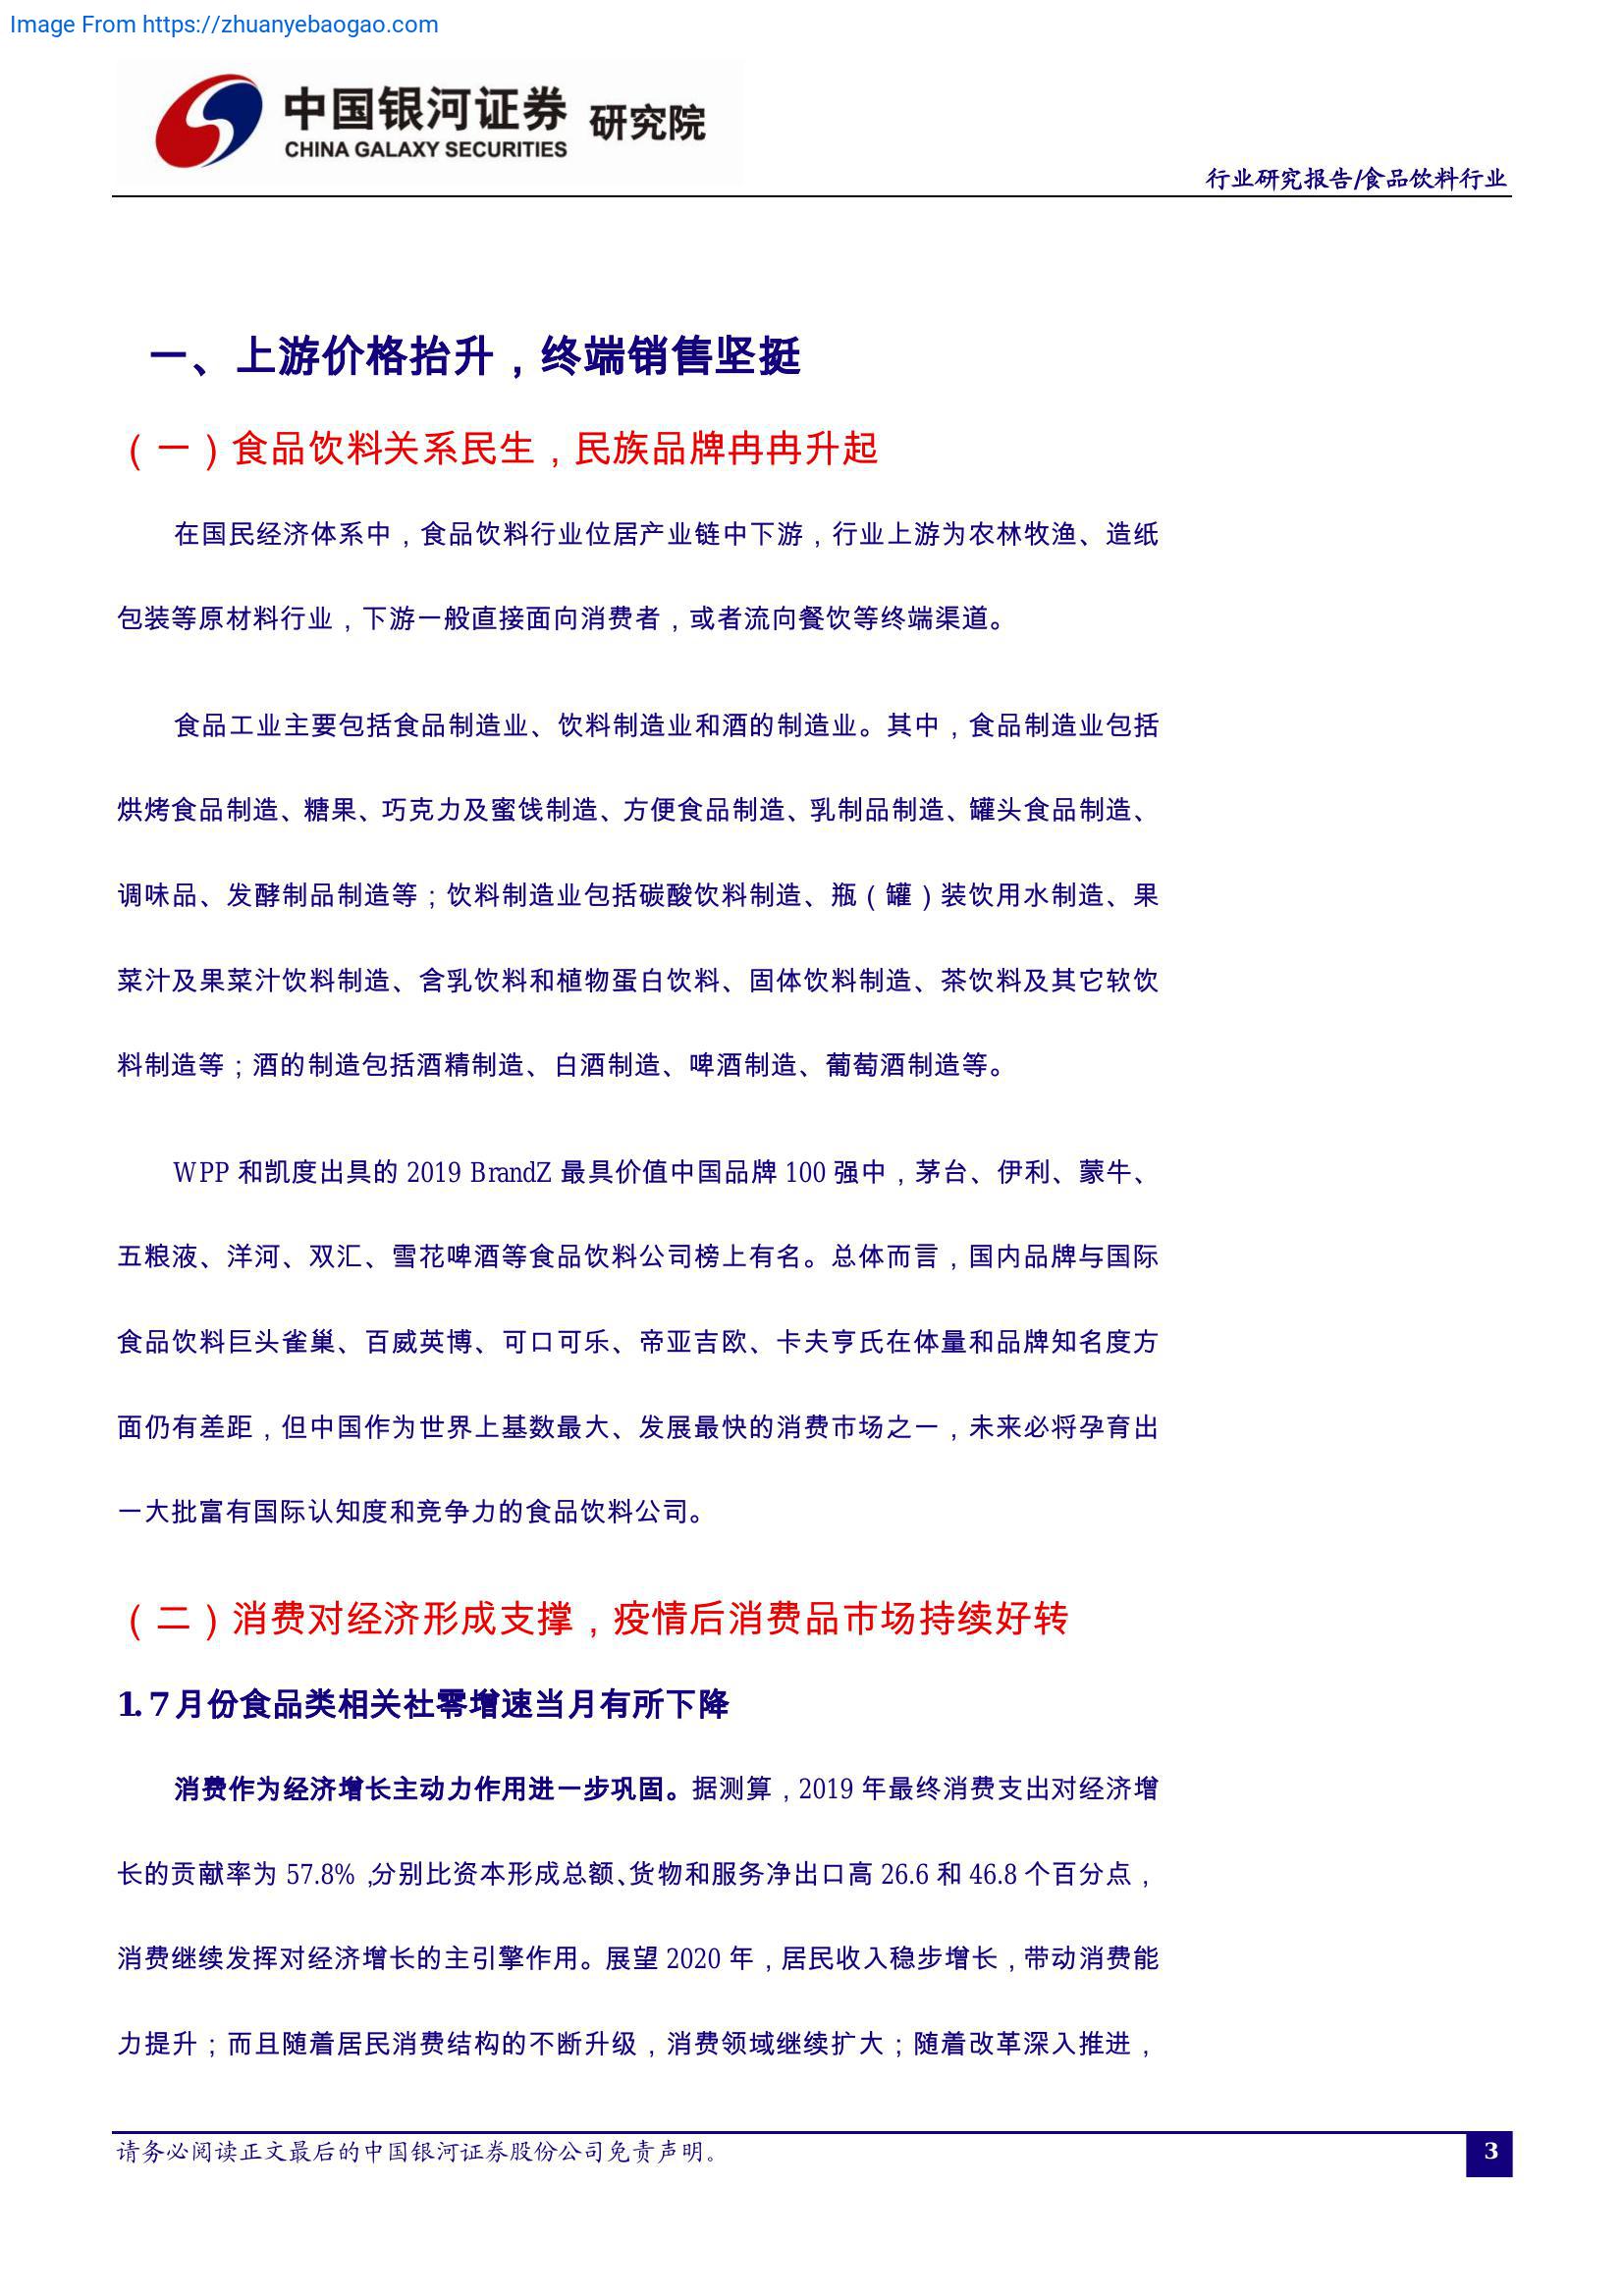 Image From https://zhuanyebaogao.com
中国银河证券 研究院
CHINA GALAXY SECURITIES
行业研究报告/食品饮料行业
一、上游价格抬升，终端销售坚挺
（一）食品饮料关系民生，民族品牌冉冉升起
在国民经济体系中，食品饮料行业位居产业链中下游，行业上游为农林牧渔、造纸
包装等原材料行业，下游一般直接面向消费者，或者流向餐饮等终端渠道。
食品工业主要包括食品制造业、饮料制造业和酒的制造业。其中，食品制造业包括
烘烤食品制造、糖果、巧克力及蜜饯制造、方便食品制造、乳制品制造、罐头食品制造、
调味品、发酵制品制造等；饮料制造业包括碳酸饮料制造、瓶（罐）装饮用水制造、果
菜汁及果菜汁饮料制造、含乳饮料和植物蛋白饮料、固体饮料制造、茶饮料及其它软饮
料制造等；酒的制造包括酒精制造、白酒制造、啤酒制造、葡萄酒制造等。
WPP 和凯度出具的 2019 BrandZ 最具价值中国品牌 100 强中，茅台、伊利、蒙牛、
五粮液、洋河、双汇、雪花啤酒等食品饮料公司榜上有名。总体而言，国内品牌与国际
食品饮料巨头雀巢、百威英博、可口可乐、帝亚吉欧、卡夫亨氏在体量和品牌知名度方
面仍有差距，但中国作为世界上基数最大、发展最快的消费市场之一，未来必将孕育出
一大批富有国际认知度和竞争力的食品饮料公司。
（二）消费对经济形成支撑，疫情后消费品市场持续好转
1. 7 月份食品类相关社零增速当月有所下降
消费作为经济增长主动力作用进一步巩固。据测算，2019 年最终消费支出对经济增
长的贡献率为 57.8%，分别比资本形成总额、货物和服务净出口高 26.6 和 46.8 个百分点，
消费继续发挥对经济增长的主引擎作用。展望 2020 年，居民收入稳步增长，带动消费能
力提升；而且随着居民消费结构的不断升级，消费领域继续扩大；随着改革深入推进，
请务必阅读正文最后的中国银河证券股份公司免责声明。
3